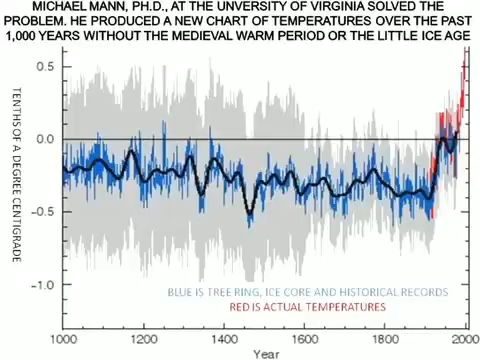 MICHAEL MANN, PH.D., AT THE UNVERSITY OF VIRGINIA SOLVED THE
PROBLEM. HE PRODUCED A NEW CHART OF TEMPERATURES OVER THE PAST
1,000 YEARS WITHOUT THE MEDIEVAL WARM PERIOD OR THE LITTLE ICE AGE
TENTHS OF A DEGREE CENTIGRADE
0.5
0.0
−0.5
−1.0
BLUE IS TREE RING, ICE CORE AND HISTORICAL RECORDS
RED IS ACTUAL TEMPERATURES
1000 1200 1400 1600 1800 2000
Year